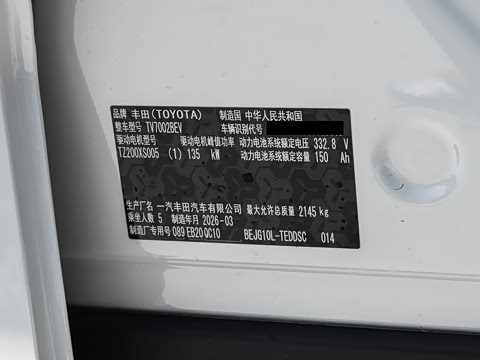 品牌 丰田(TOYOTA) 制造国 中华人民共和国
整车型号 TV7002BEV 车辆识别代号
驱动电机型号 驱动电机峰值功率 动力电池系统额定电压 332.8 V
TZ200XS005 (1) 135 kW 动力电池系统额定容量 150 Ah
生产厂名 一汽丰田汽车有限公司 最大允许总质量 2145 kg
乘坐人数 5 制造年月 2026-03
制造厂专用号 089 EB20 QC10 BEJG10L-TEDDSC 014